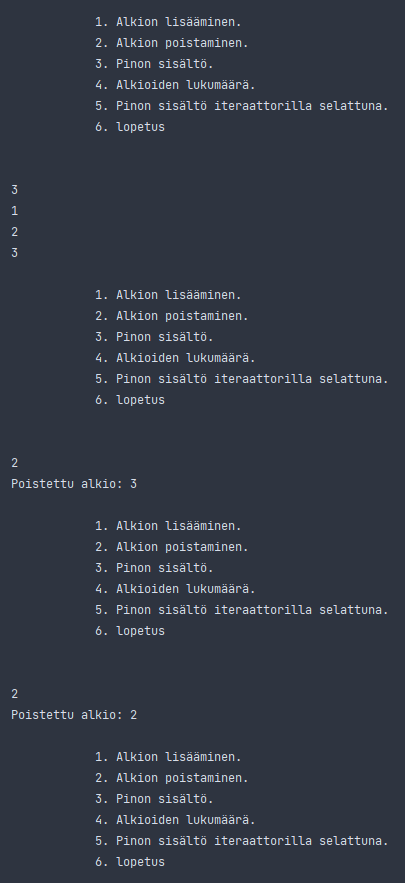 1. Alkion lisääminen.
2. Alkion poistaminen.
3. Pinon sisältö.
4. Alkioiden lukumäärä.
5. Pinon sisältö iteraattorilla selattuna.
6. lopetus
3
1
2
3
1. Alkion lisääminen.
2. Alkion poistaminen.
3. Pinon sisältö.
4. Alkioiden lukumäärä.
5. Pinon sisältö iteraattorilla selattuna.
6. lopetus
2
Poistettu alkio: 3
1. Alkion lisääminen.
2. Alkion poistaminen.
3. Pinon sisältö.
4. Alkioiden lukumäärä.
5. Pinon sisältö iteraattorilla selattuna.
6. lopetus
2
Poistettu alkio: 2
1. Alkion lisääminen.
2. Alkion poistaminen.
3. Pinon sisältö.
4. Alkioiden lukumäärä.
5. Pinon sisältö iteraattorilla selattuna.
6. lopetus